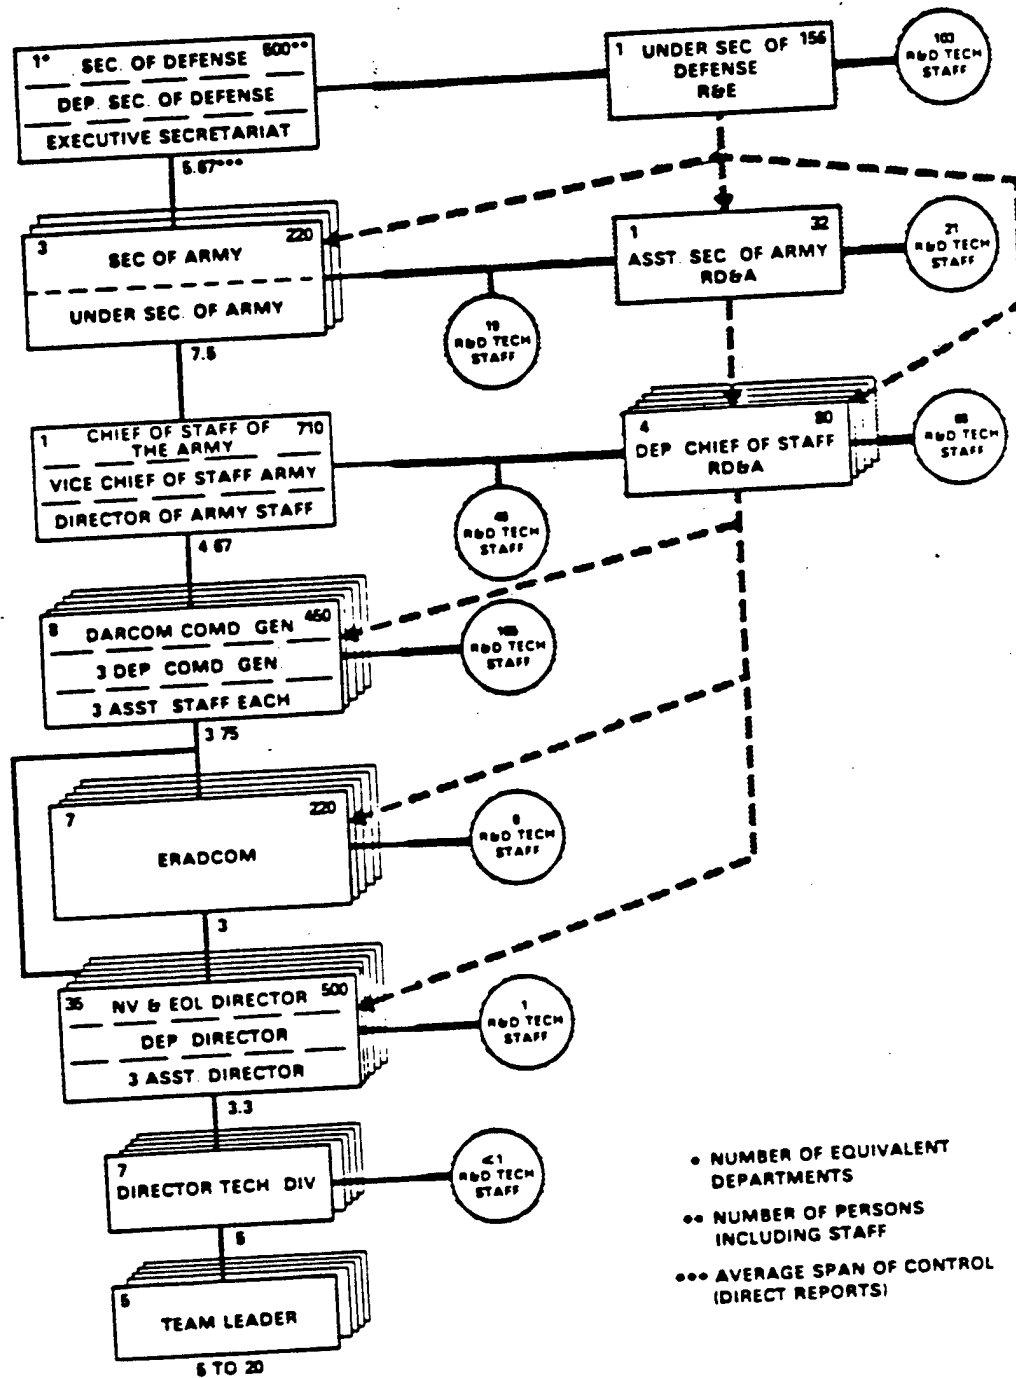 1* SEC. OF DEFENSE 600**
DEP. SEC. OF DEFENSE
EXECUTIVE SECRETARIAT
5.67***
1 UNDER SEC OF 156
DEFENSE
R&E
103
R&D TECH
STAFF
3 220
SEC OF ARMY
UNDER SEC. OF ARMY
7.5
19
R&D TECH
STAFF
1 32
ASST. SEC. OF ARMY
RD&A
21
R&D TECH
STAFF
1 CHIEF OF STAFF OF 710
THE ARMY
VICE CHIEF OF STAFF ARMY
DIRECTOR OF ARMY STAFF
4 67
R&D TECH
STAFF
4 80
DEP CHIEF OF STAFF
RD&A
R&D TECH
STAFF
8 450
DARCOM COMD GEN
3 DEP COMD GEN
3 ASST STAFF EACH
3 75
R&D TECH
STAFF
7 220
ERADCOM
3
R&D TECH
STAFF
35 NV & EOL DIRECTOR 500
DEP DIRECTOR
3 ASST. DIRECTOR
3.3
1
R&D TECH
STAFF
7
DIRECTOR TECH DIV
5
<1
R&D TECH
STAFF
5
TEAM LEADER
5 TO 20
* NUMBER OF EQUIVALENT
DEPARTMENTS
** NUMBER OF PERSONS
INCLUDING STAFF
*** AVERAGE SPAN OF CONTROL
(DIRECT REPORTS)